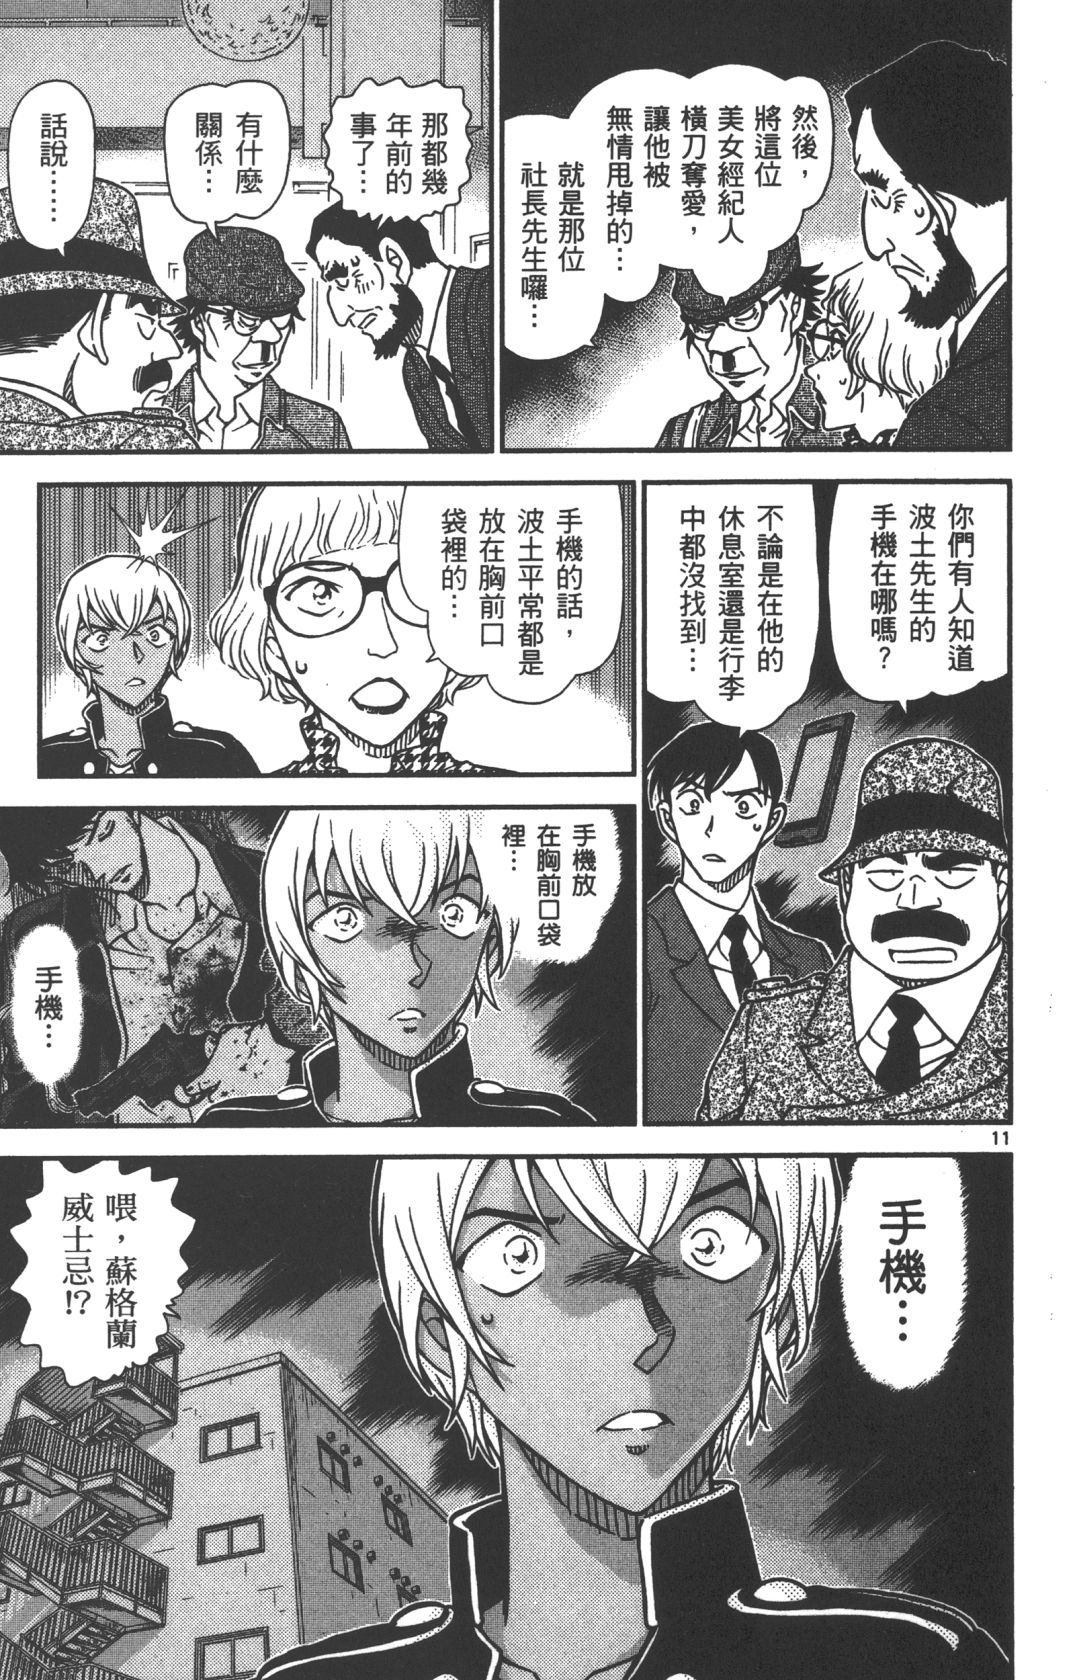 然後，
將這位
美女經紀人
橫刀奪愛，
讓他被
無情甩掉的…
就是那位
社長先生囉…
那都幾
年前的
事了…
有什麼
關係…
話說……
你們有人知道
波土先生的
手機在哪嗎？
不論是在他的
休息室還是行李
中都沒找到…
手機的話，
波土平常都是
放在胸前口
袋裡的…
手機放
在胸前口袋
裡…
手機…
11
手機…
喂，蘇格蘭
威士忌!?